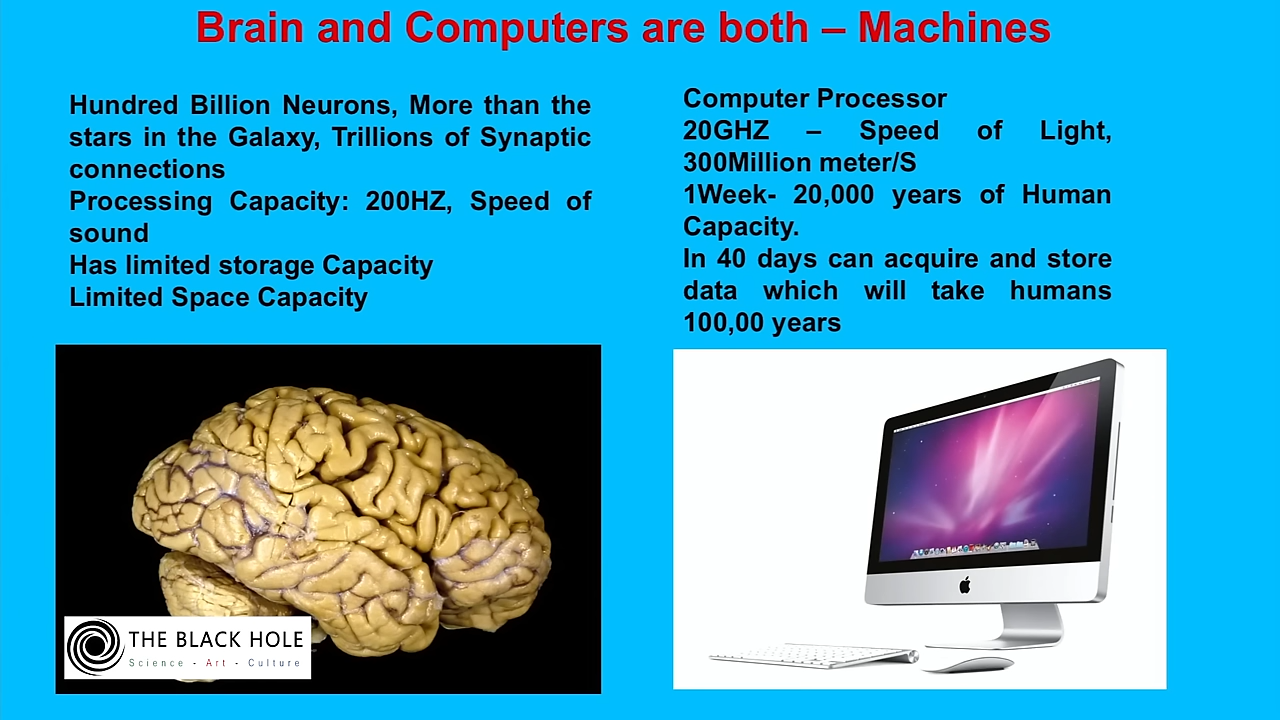 Brain and Computers are both – Machines
Hundred Billion Neurons, More than the
stars in the Galaxy, Trillions of Synaptic
connections
Processing Capacity: 200HZ, Speed of
sound
Has limited storage Capacity
Limited Space Capacity
Computer Processor
20GHZ – Speed of Light,
300Million meter/S
1Week- 20,000 years of Human
Capacity.
In 40 days can acquire and store
data which will take humans
100,00 years
THE BLACK HOLE
Science - Art - Culture